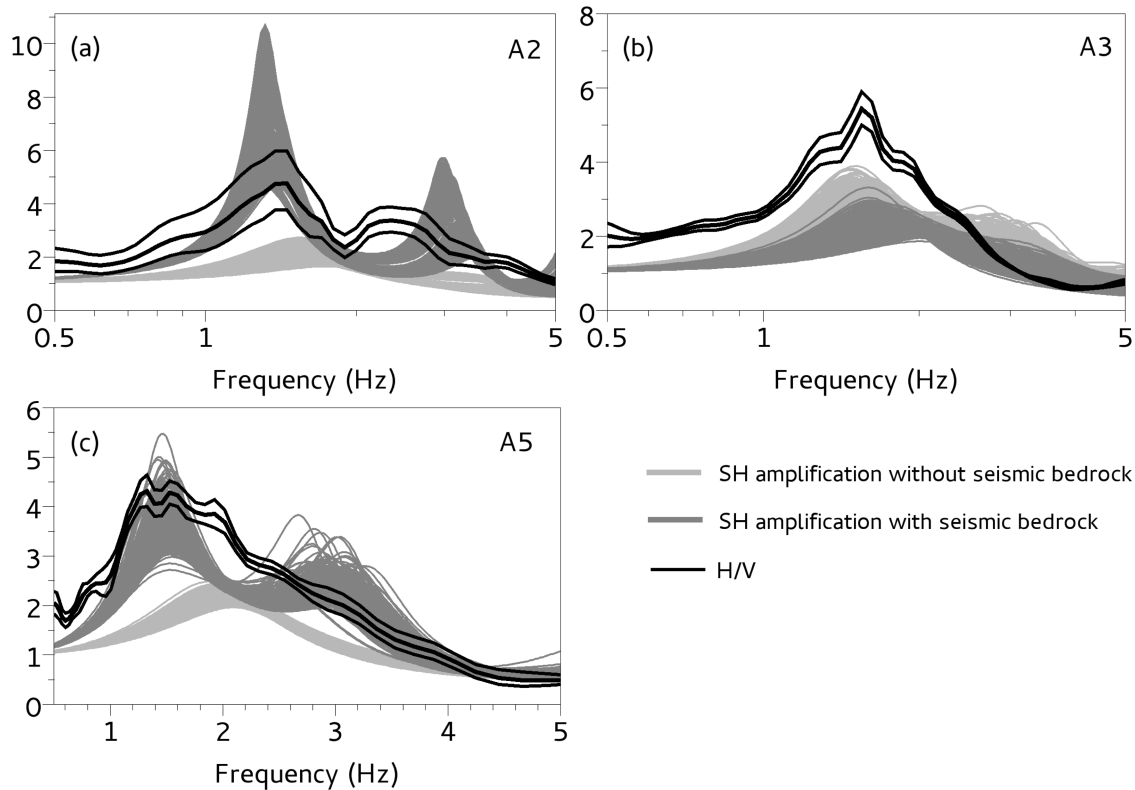 (a) A2
10
8
6
4
2
0
0.5 1 5
Frequency (Hz)
(b) A3
8
6
4
2
0
0.5 1 5
Frequency (Hz)
(c) A5
6
5
4
3
2
1
0
1 2 3 4 5
Frequency (Hz)
SH amplification without seismic bedrock
SH amplification with seismic bedrock
H/V